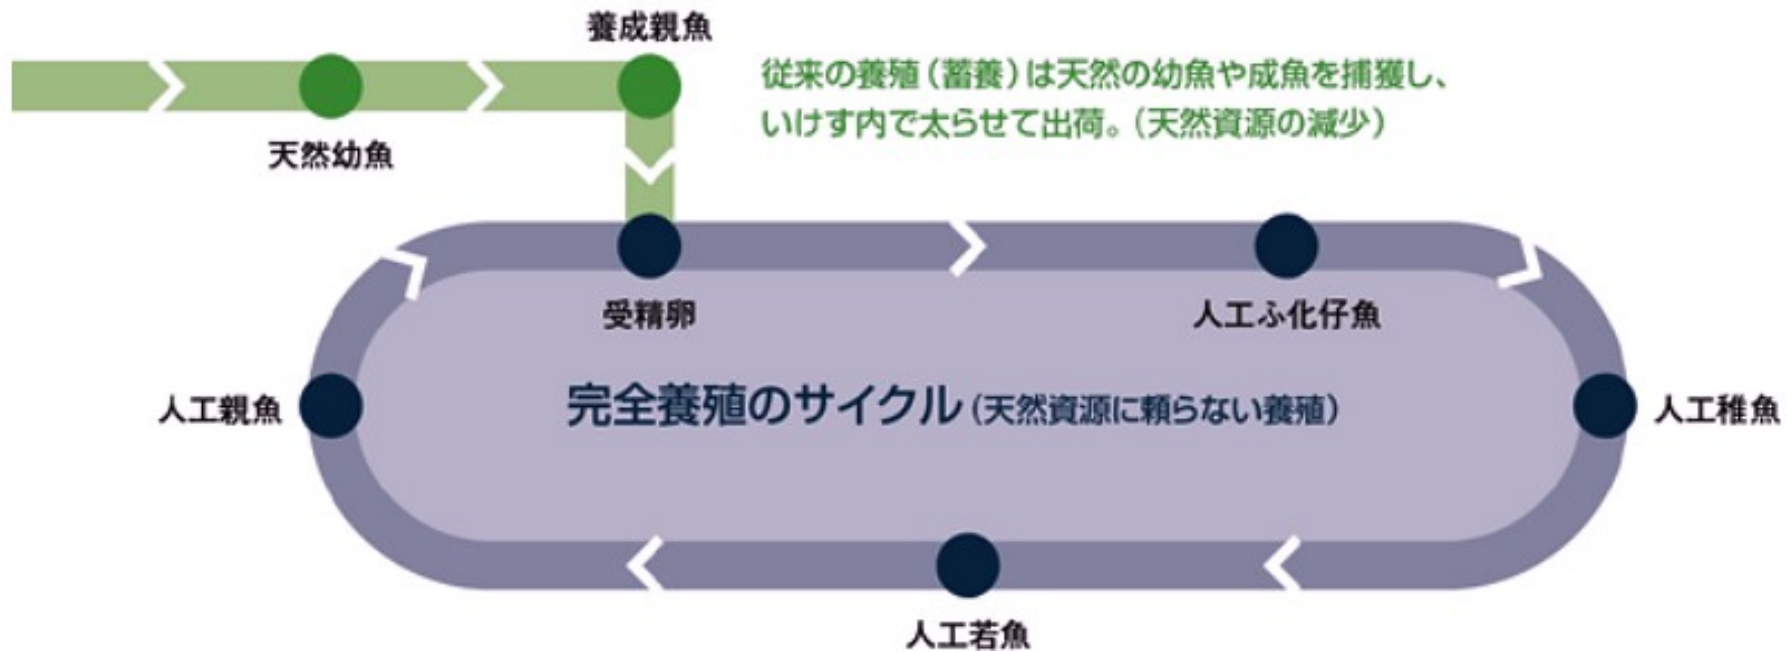 養成親魚
従来の養殖（蓄養）は天然の幼魚や成魚を捕獲し、
いけす内で太らせて出荷。（天然資源の減少）
天然幼魚
受精卵
人工ふ化仔魚
人工親魚
完全養殖のサイクル（天然資源に頼らない養殖）
人工稚魚
人工若魚